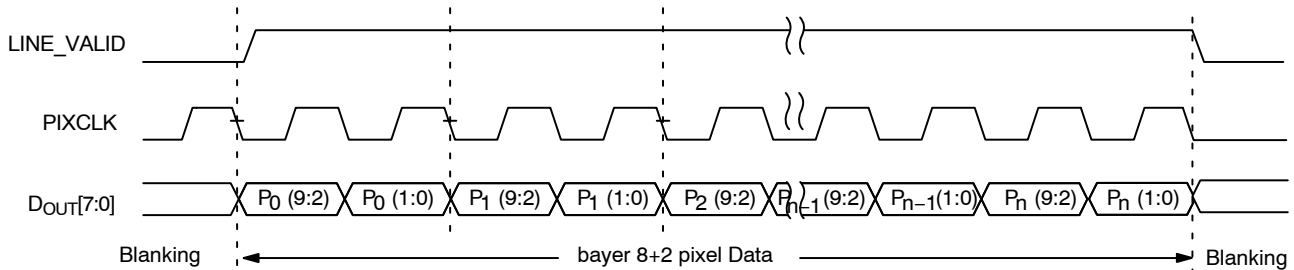 LINE_VALID
PIXCLK
DOUT[7:0] P0 (9:2) P0 (1:0) P1 (9:2) P1 (1:0) P2 (9:2) Pn−1 (9:2) Pn−1(1:0) Pn (9:2) Pn (1:0)
Blanking bayer 8+2 pixel Data Blanking